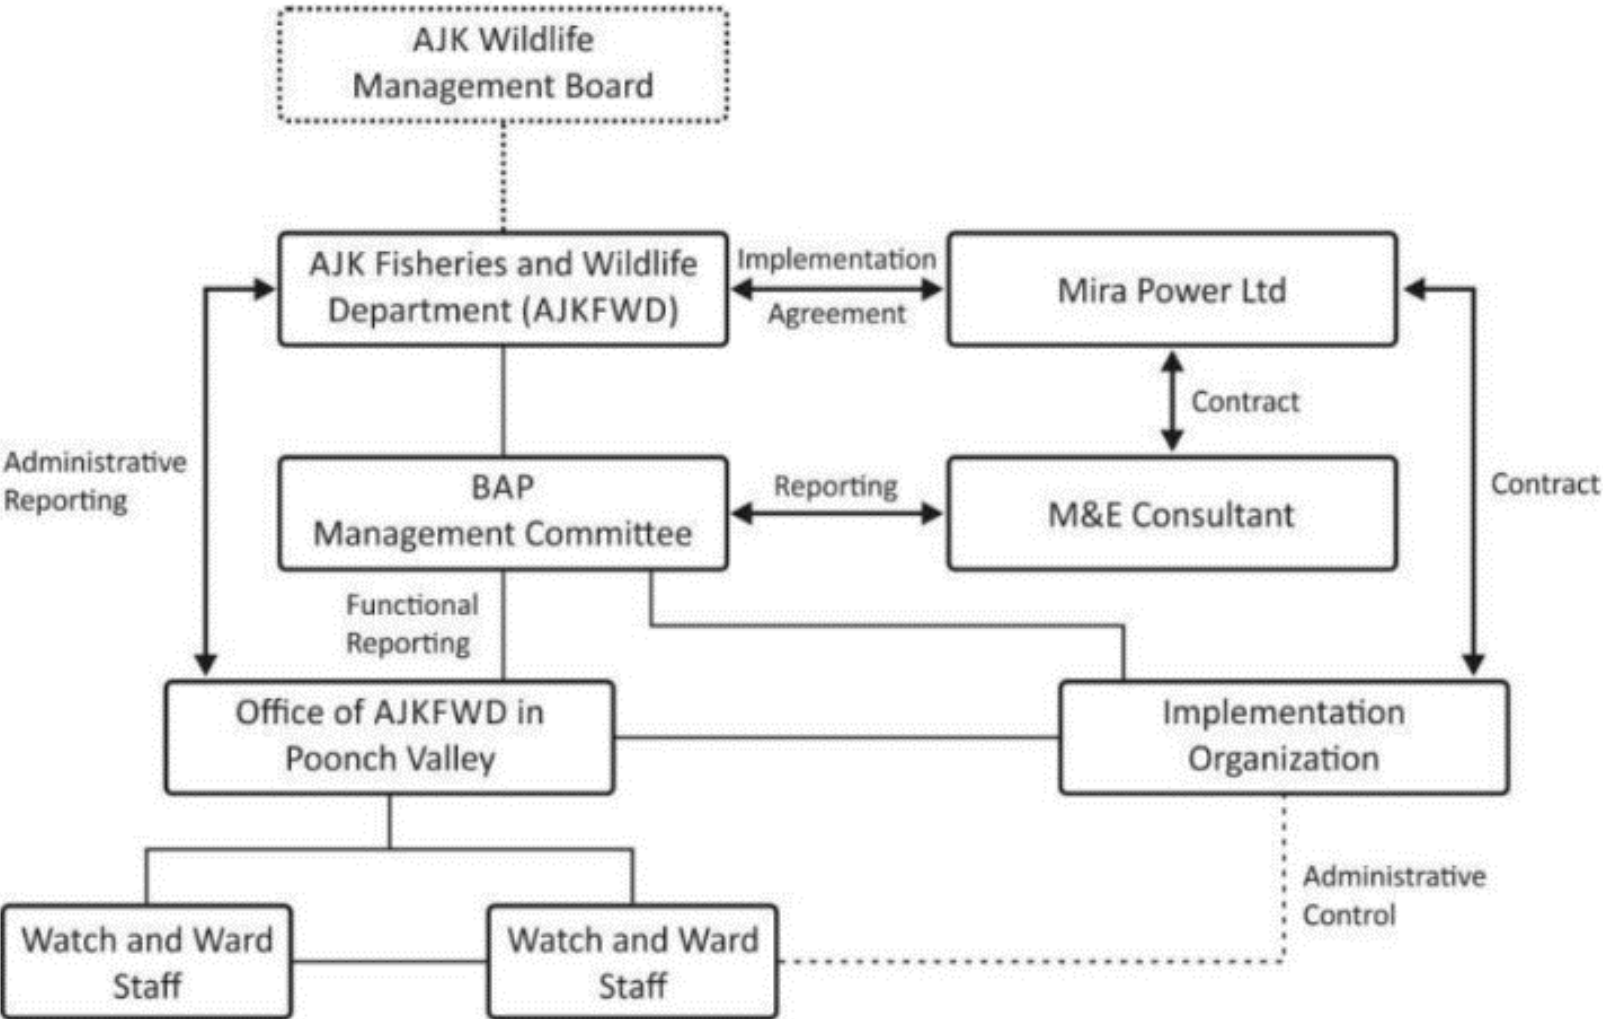 AJK Wildlife
Management Board
AJK Fisheries and Wildlife
Department (AJKFWD)
Implementation
Agreement
Mira Power Ltd
Contract
Administrative
Reporting
BAP
Management Committee
Reporting
M&E Consultant
Contract
Functional
Reporting
Office of AJKFWD in
Poonch Valley
Implementation
Organization
Administrative
Control
Watch and Ward
Staff
Watch and Ward
Staff